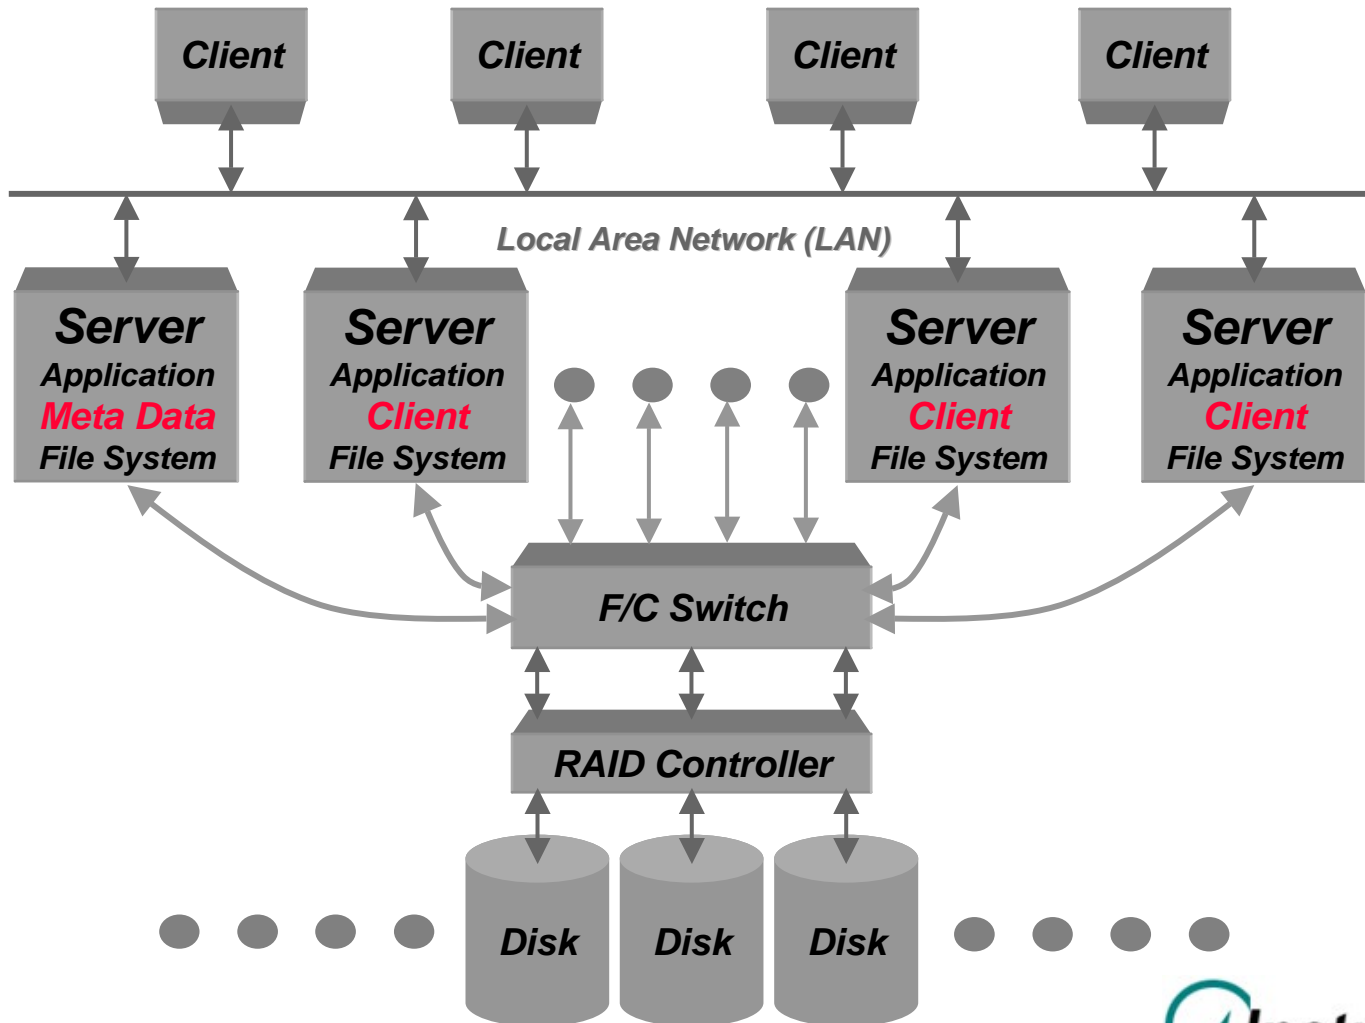 Client
Client
Client
Client
Local Area Network (LAN)
Server
Application
Meta Data
File System
Server
Application
Client
File System
Server
Application
Client
File System
Server
Application
Client
File System
F/C Switch
RAID Controller
Disk
Disk
Disk